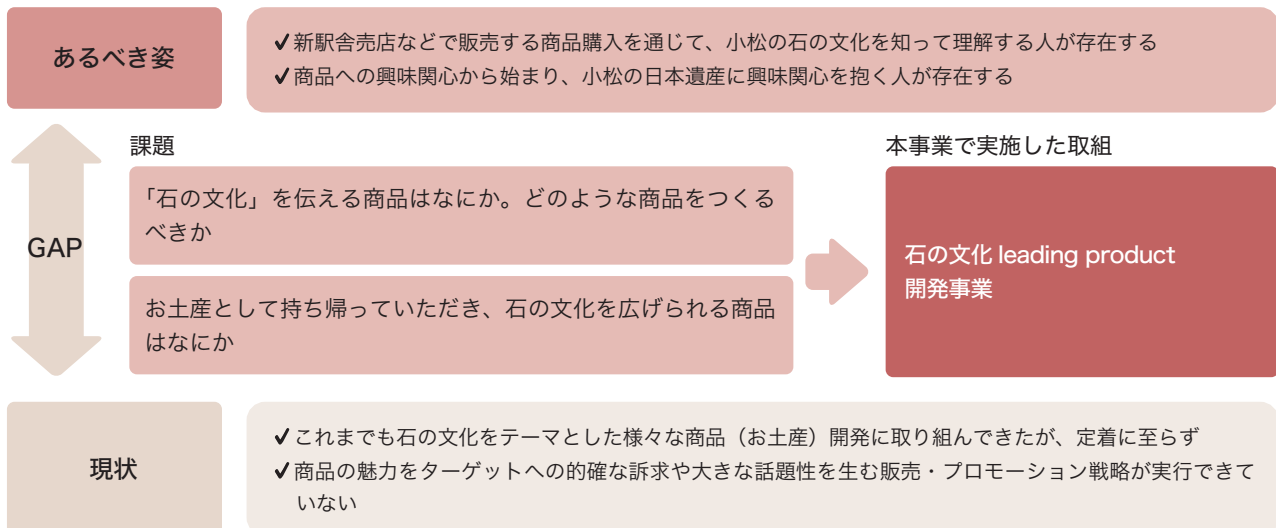 あるべき姿
✔新駅舎売店などで販売する商品購入を通じて、小松の石の文化を知って理解する人が存在する
✔商品への興味関心から始まり、小松の日本遺産に興味関心を抱く人が存在する
GAP
課題
「石の文化」を伝える商品はなにか。どのような商品をつくる
べきか
お土産として持ち帰っていただき、石の文化を広げられる商品
はなにか
本事業で実施した取組
石の文化 leading product
開発事業
現状
✔これまでも石の文化をテーマとした様々な商品（お土産）開発に取り組んできたが、定着に至らず
✔商品の魅力をターゲットへの的確な訴求や大きな話題性を生む販売・プロモーション戦略が実行できて
いない